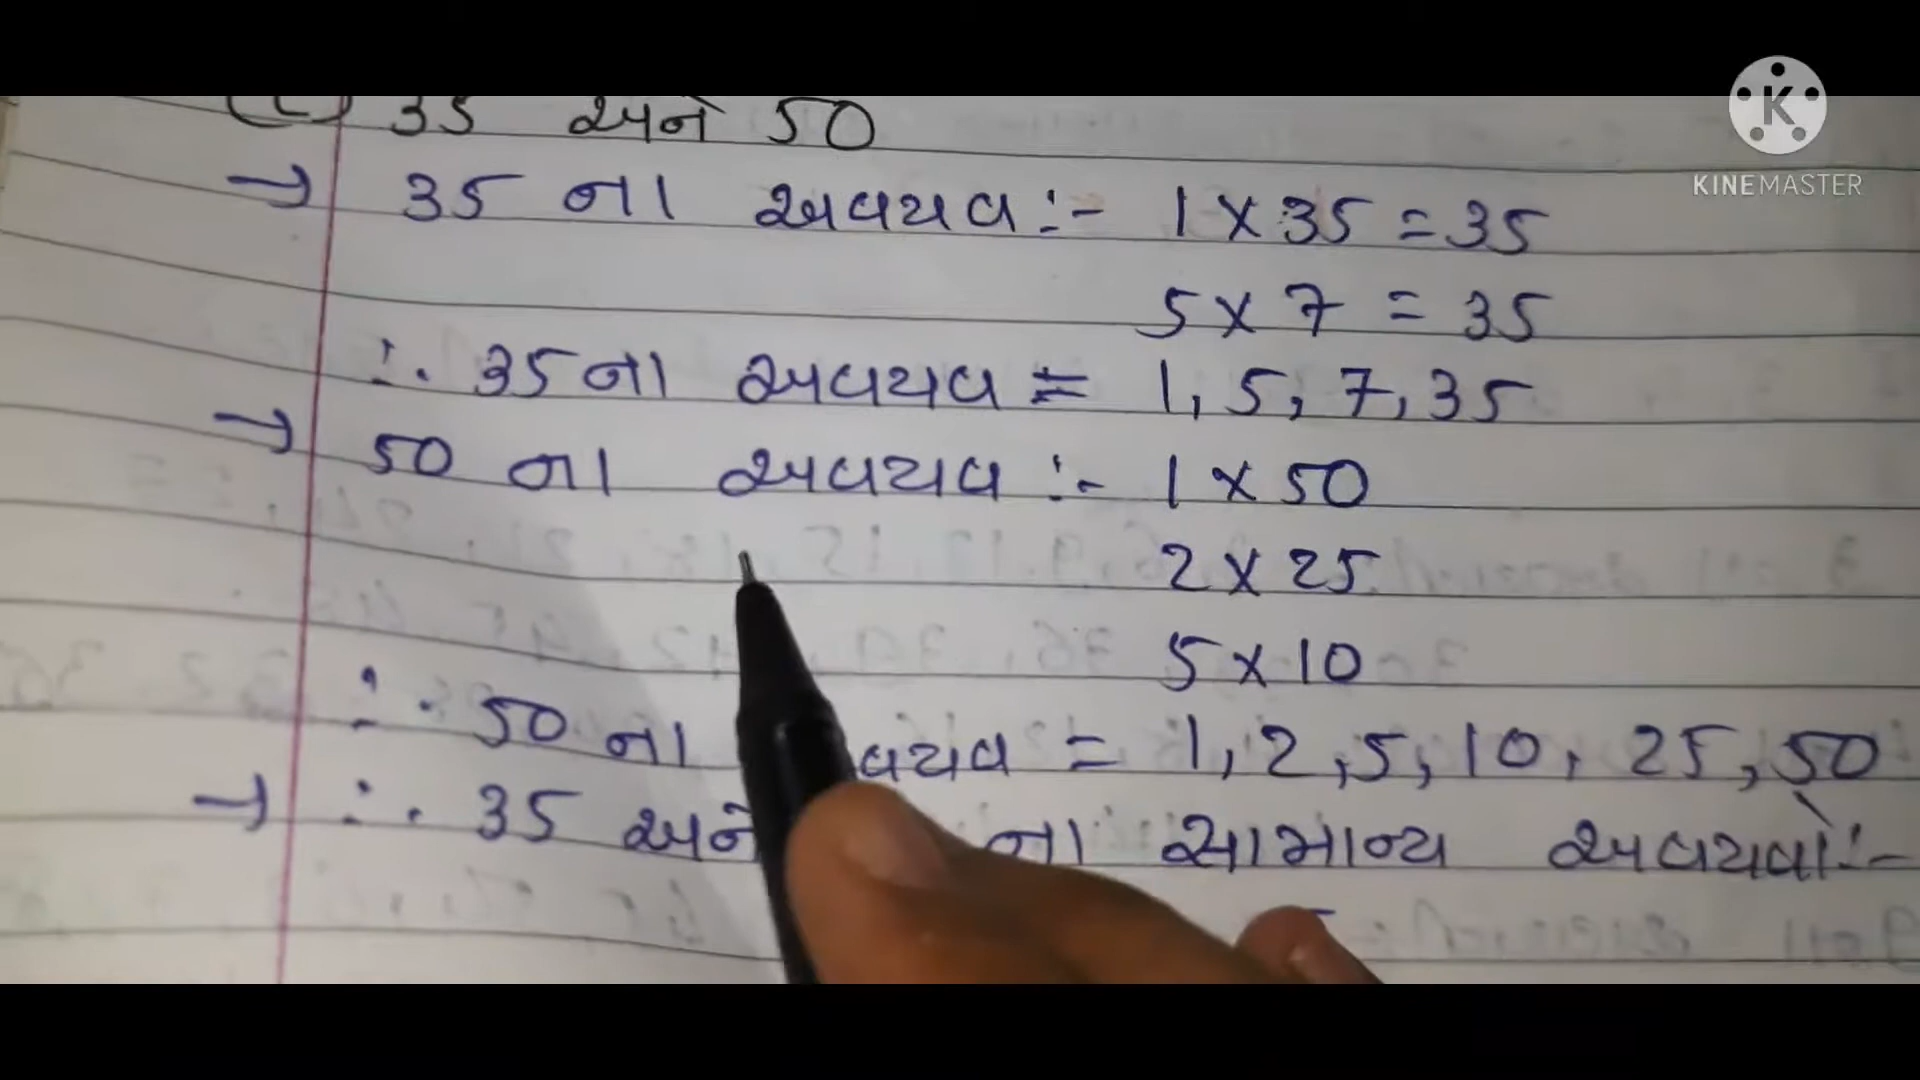 35 અને 50
→ 35 ના અવયવ :- 1 × 35 = 35
5 × 7 = 35
∴ 35ના અવયવ = 1, 5, 7, 35
→ 50 ના અવયવ :- 1 × 50
2 × 25
5 × 10
∴ 50 ના વયવ = 1, 2, 5, 10, 25, 50
→ ∴ 35 અને ના સામાન્ય અવયવો :-
KINEMASTER